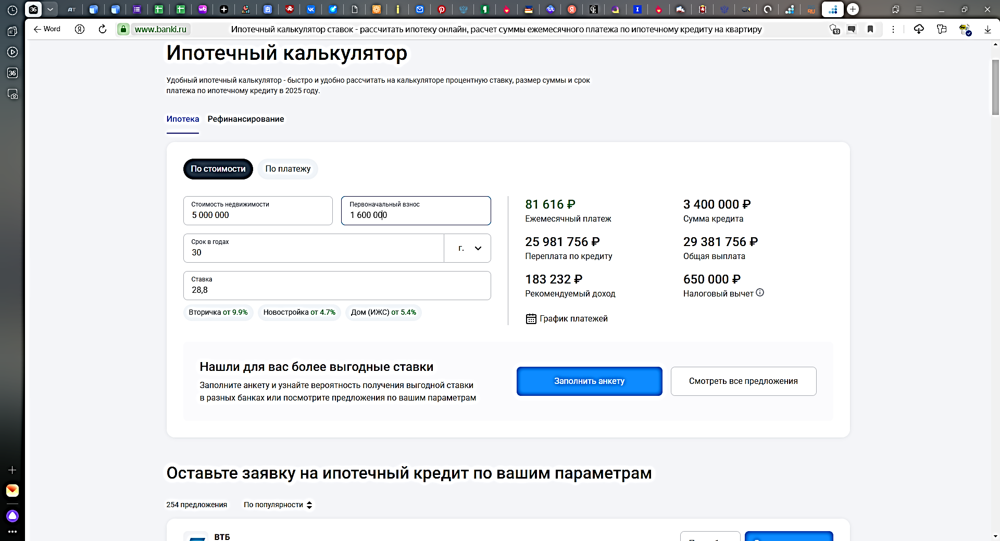 36
AT
wb
RU
Word
www.banki.ru
Ипотечный калькулятор ставок - рассчитать ипотеку онлайн, расчет суммы ежемесячного платежа по ипотечному кредиту на квартиру
13
36
Ипотечный калькулятор
Удобный ипотечный калькулятор - быстро и удобно рассчитать на калькуляторе процентную ставку, размер суммы и срок
платежа по ипотечному кредиту в 2025 году.
Ипотека Рефинансирование
По стоимости По платежу
Стоимость недвижимости
5 000 000
Первоначальный взнос
1 600 000
Срок в годах
30
г.
Ставка
28,8
Вторичка от 9.9% Новостройка от 4.7% Дом (ИЖС) от 5.4%
81 616 ₽
Ежемесячный платеж
3 400 000 ₽
Сумма кредита
25 981 756 ₽
Переплата по кредиту
29 381 756 ₽
Общая выплата
183 232 ₽
Рекомендуемый доход
650 000 ₽
Налоговый вычет
График платежей
Нашли для вас более выгодные ставки
Заполните анкету и узнайте вероятность получения выгодной ставки
в разных банках или посмотрите предложения по вашим параметрам
Заполнить анкету
Смотреть все предложения
Оставьте заявку на ипотечный кредит по вашим параметрам
254 предложения По популярности
ВТБ